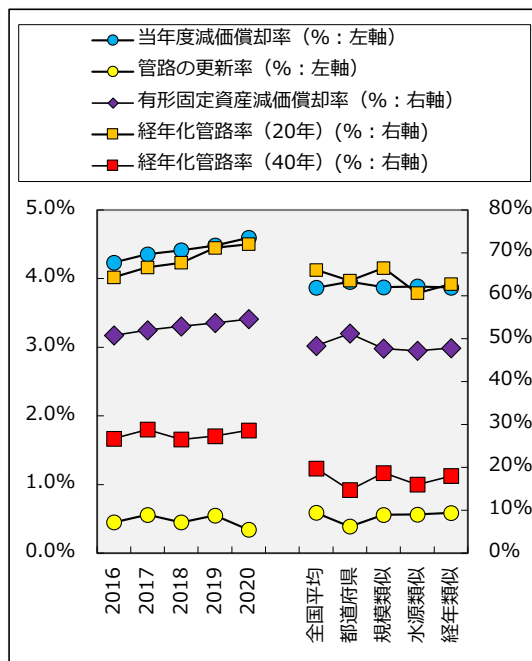 当年度減価償却率（%：左軸）
管路の更新率（%：左軸）
有形固定資産減価償却率（%：右軸）
経年化管路率（20年）(%：右軸)
経年化管路率（40年）(%：右軸)
5.0%
4.0%
3.0%
2.0%
1.0%
0.0%
80%
70%
60%
50%
40%
30%
20%
10%
0%
2016
2017
2018
2019
2020
全国平均
都道府県
規模類似
水源類似
経年類似